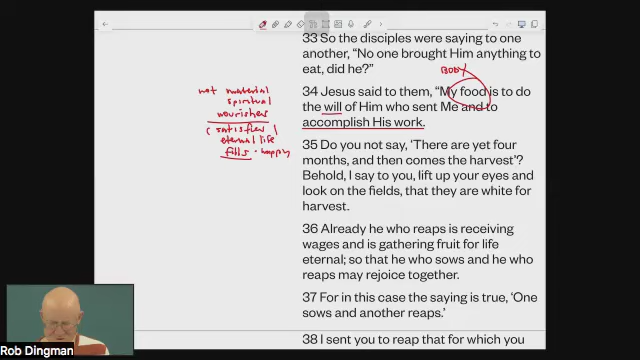 33 So the disciples were saying to one
another, “No one brought Him anything to
eat, did he?”
BODY
34 Jesus said to them, “My food is to do
the will of Him who sent Me and to
accomplish His work.
not material
spiritual
nourishes
( satisfies )
eternal life
fills • happy
35 Do you not say, ‘There are yet four
months, and then comes the harvest’?
Behold, I say to you, lift up your eyes and
look on the fields, that they are white for
harvest.
36 Already he who reaps is receiving
wages and is gathering fruit for life
eternal; so that he who sows and he who
reaps may rejoice together.
37 For in this case the saying is true, ‘One
sows and another reaps.’
38 I sent you to reap that for which you
Rob Dingman